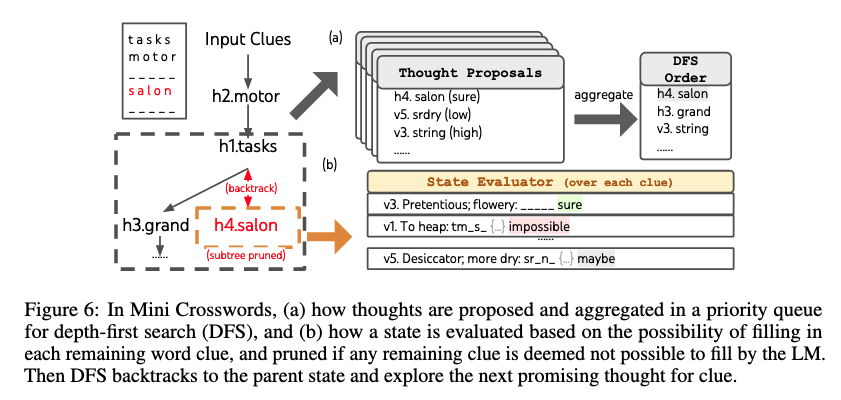 tasks
motor
_____
salon
_____
Input Clues
h2.motor
h1.tasks
(backtrack)
h3.grand
......
h4.salon
(subtree pruned)
(a)
Thought Proposals
h4. salon (sure)
v5. srdry (low)
v3. string (high)
......
aggregate
DFS
Order
h4. salon
h3. grand
v3. string
......
(b)
State Evaluator (over each clue)
v3. Pretentious; flowery: _____ sure
v1. To heap: tm_s_ {...} impossible
......
v5. Desiccator; more dry: sr_n_ {...} maybe
Figure 6: In Mini Crosswords, (a) how thoughts are proposed and aggregated in a priority queue
for depth-first search (DFS), and (b) how a state is evaluated based on the possibility of filling in
each remaining word clue, and pruned if any remaining clue is deemed not possible to fill by the LM.
Then DFS backtracks to the parent state and explore the next promising thought for clue.